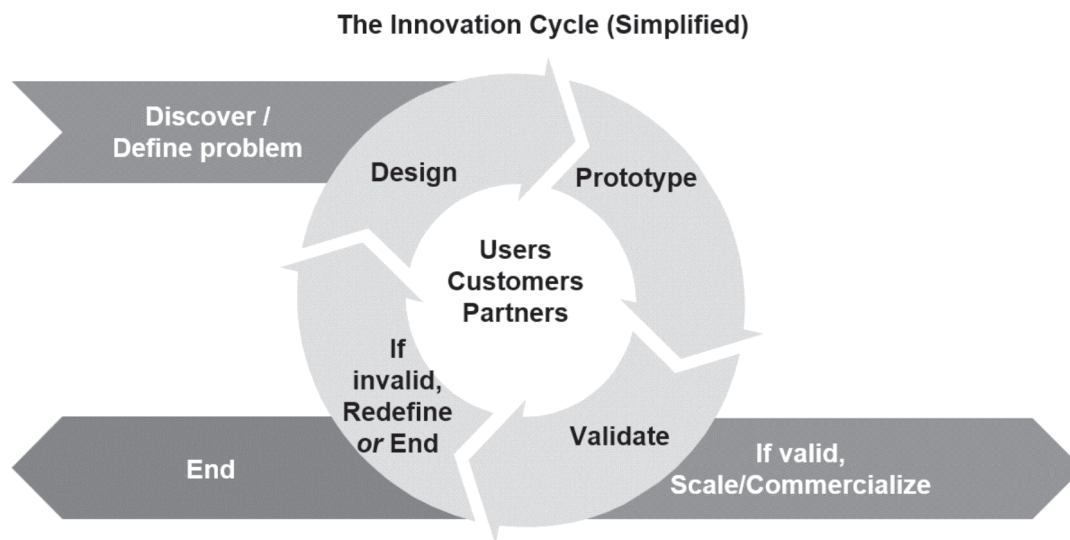 The Innovation Cycle (Simplified)
Discover /
Define problem
Design
Prototype
Users
Customers
Partners
If
invalid,
Redefine
or End
Validate
If valid,
Scale/Commercialize
End